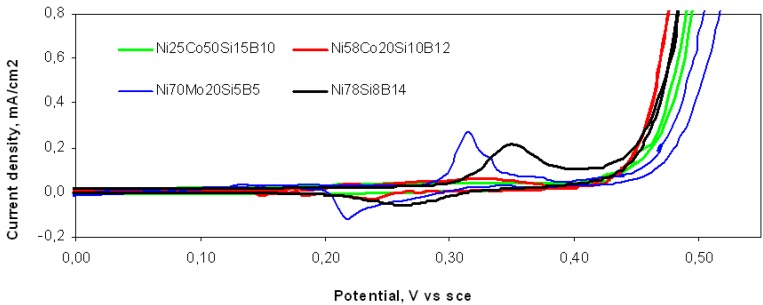 0,8
0,6
0,4
0,2
0,0
-0,2
Current density, mA/cm2
Ni25Co50Si15B10 Ni58Co20Si10B12
Ni70Mo20Si5B5 Ni78Si8B14
0,00 0,10 0,20 0,30 0,40 0,50
Potential, V vs sce